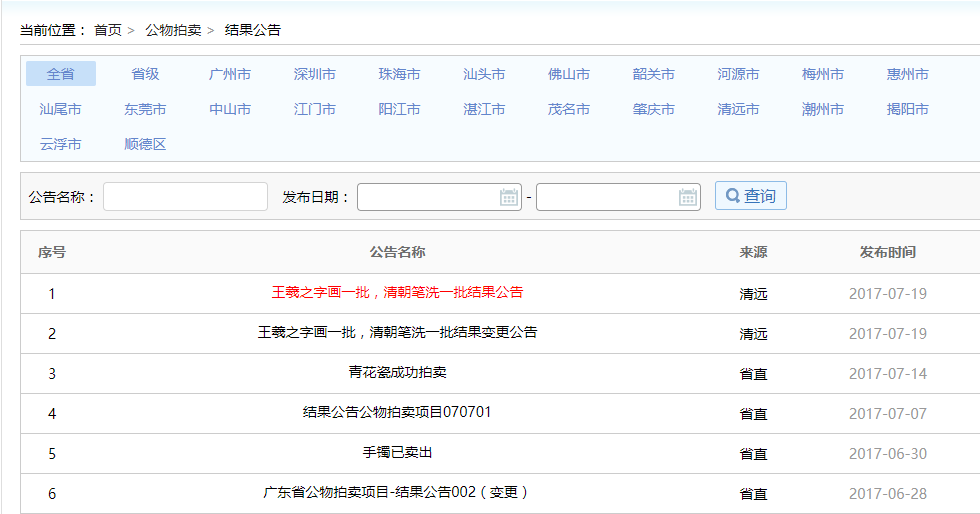 当前位置： 首页 > 公物拍卖 > 结果公告
全省 省级 广州市 深圳市 珠海市 汕头市 佛山市 韶关市 河源市 梅州市 惠州市
汕尾市 东莞市 中山市 江门市 阳江市 湛江市 茂名市 肇庆市 清远市 潮州市 揭阳市
云浮市 顺德区
公告名称： 发布日期： - 查询
序号 公告名称 来源 发布时间
1 王羲之字画一批，清朝笔洗一批结果公告 清远 2017-07-19
2 王羲之字画一批，清朝笔洗一批结果变更公告 清远 2017-07-19
3 青花瓷成功拍卖 省直 2017-07-14
4 结果公告公物拍卖项目070701 省直 2017-07-07
5 手镯已卖出 省直 2017-06-30
6 广东省公物拍卖项目-结果公告002（变更） 省直 2017-06-28